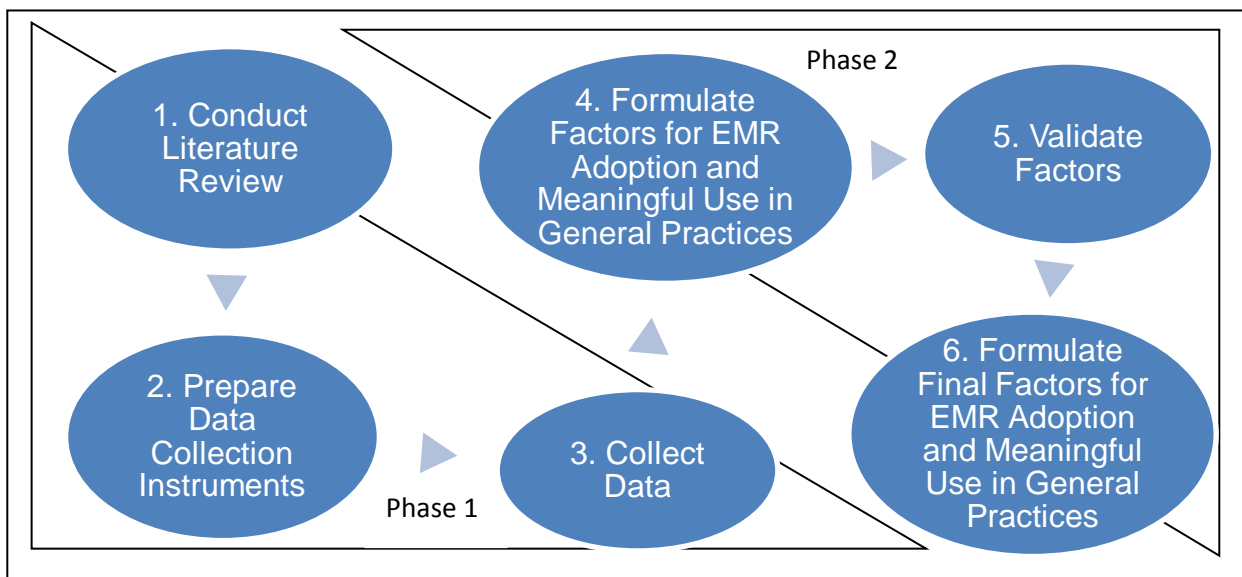 1. Conduct
Literature
Review
2. Prepare
Data
Collection
Instruments
Phase 1
3. Collect
Data
Phase 2
4. Formulate
Factors for EMR
Adoption and
Meaningful Use in
General Practices
5. Validate
Factors
6. Formulate
Final Factors for
EMR Adoption
and Meaningful
Use in General
Practices